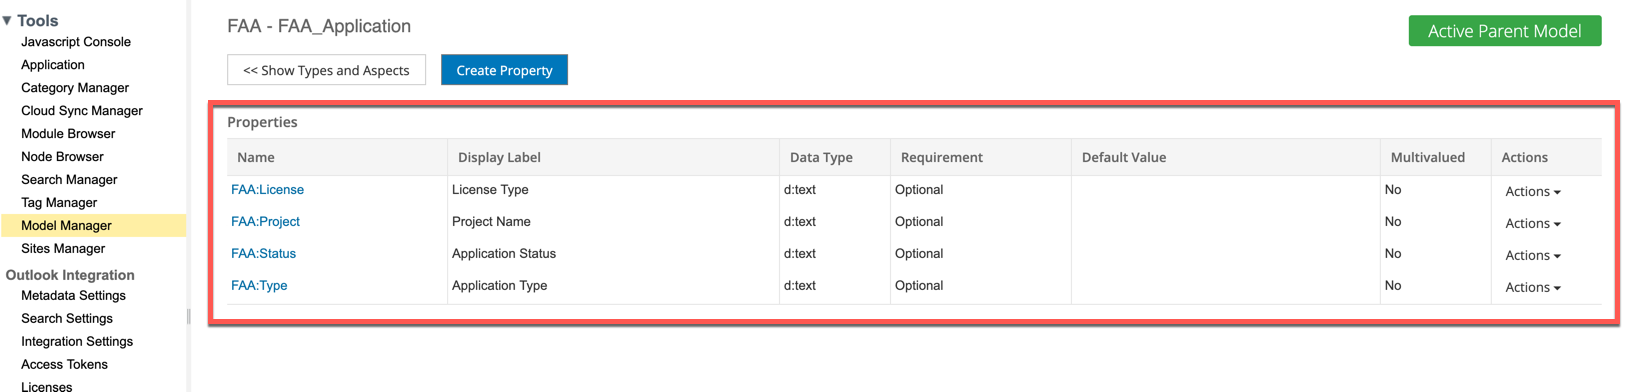 Tools
Javascript Console
Application
Category Manager
Cloud Sync Manager
Module Browser
Node Browser
Search Manager
Tag Manager
Model Manager
Sites Manager
Outlook Integration
Metadata Settings
Search Settings
Integration Settings
Access Tokens
Licenses
FAA - FAA_Application
Active Parent Model
<< Show Types and Aspects Create Property
Properties
Name Display Label Data Type Requirement Default Value Multivalued Actions
FAA:License License Type d:text Optional No Actions
FAA:Project Project Name d:text Optional No Actions
FAA:Status Application Status d:text Optional No Actions
FAA:Type Application Type d:text Optional No Actions